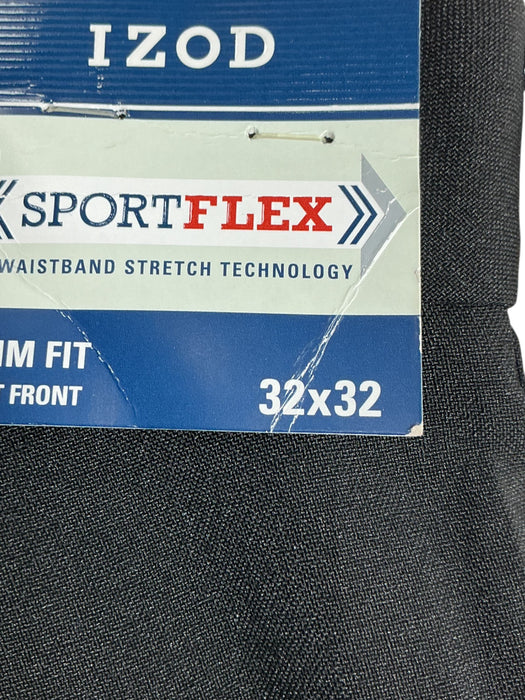 IZOD
SPORTFLEX
WAISTBAND STRETCH TECHNOLOGY
IM FIT
T FRONT
32x32